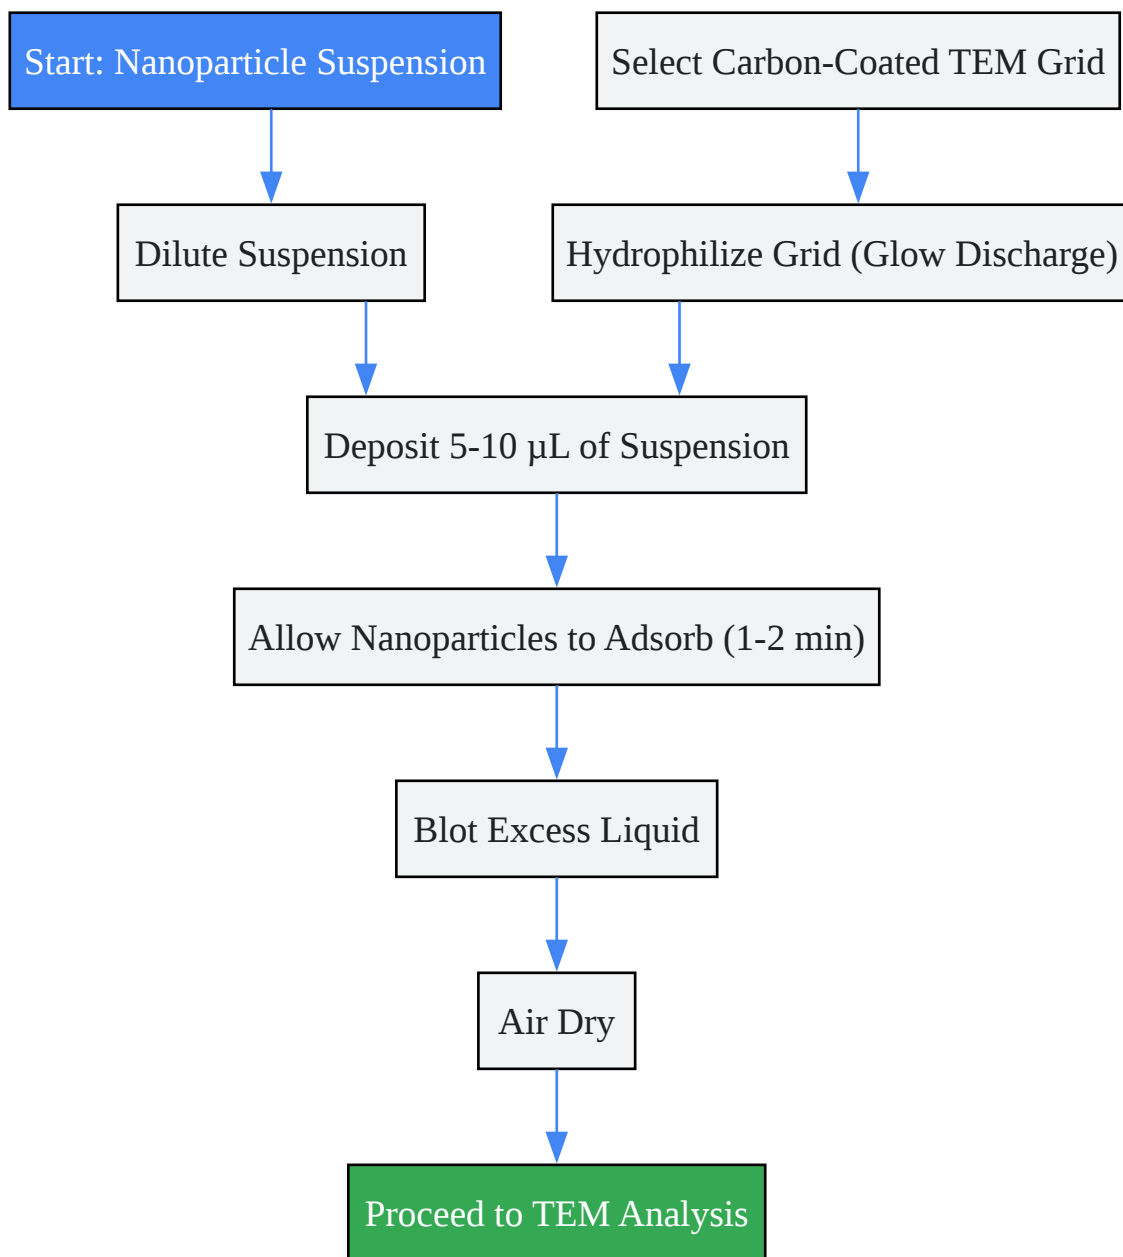 Start: Nanoparticle Suspension
Select Carbon-Coated TEM Grid
Dilute Suspension
Hydrophilize Grid (Glow Discharge)
Deposit 5-10 µL of Suspension
Allow Nanoparticles to Adsorb (1-2 min)
Blot Excess Liquid
Air Dry
Proceed to TEM Analysis